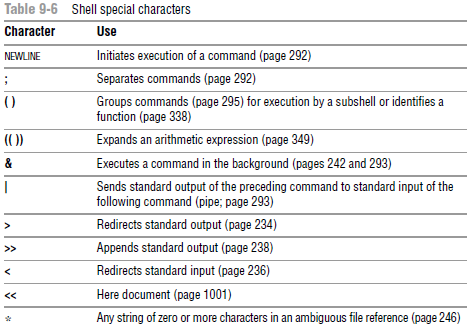 Table 9-6 Shell special characters
Character Use
NEWLINE Initiates execution of a command (page 292)
; Separates commands (page 292)
( ) Groups commands (page 295) for execution by a subshell or identifies a
function (page 338)
(( )) Expands an arithmetic expression (page 349)
& Executes a command in the background (pages 242 and 293)
| Sends standard output of the preceding command to standard input of the
following command (pipe; page 293)
> Redirects standard output (page 234)
>> Appends standard output (page 238)
< Redirects standard input (page 236)
<< Here document (page 1001)
* Any string of zero or more characters in an ambiguous file reference (page 246)